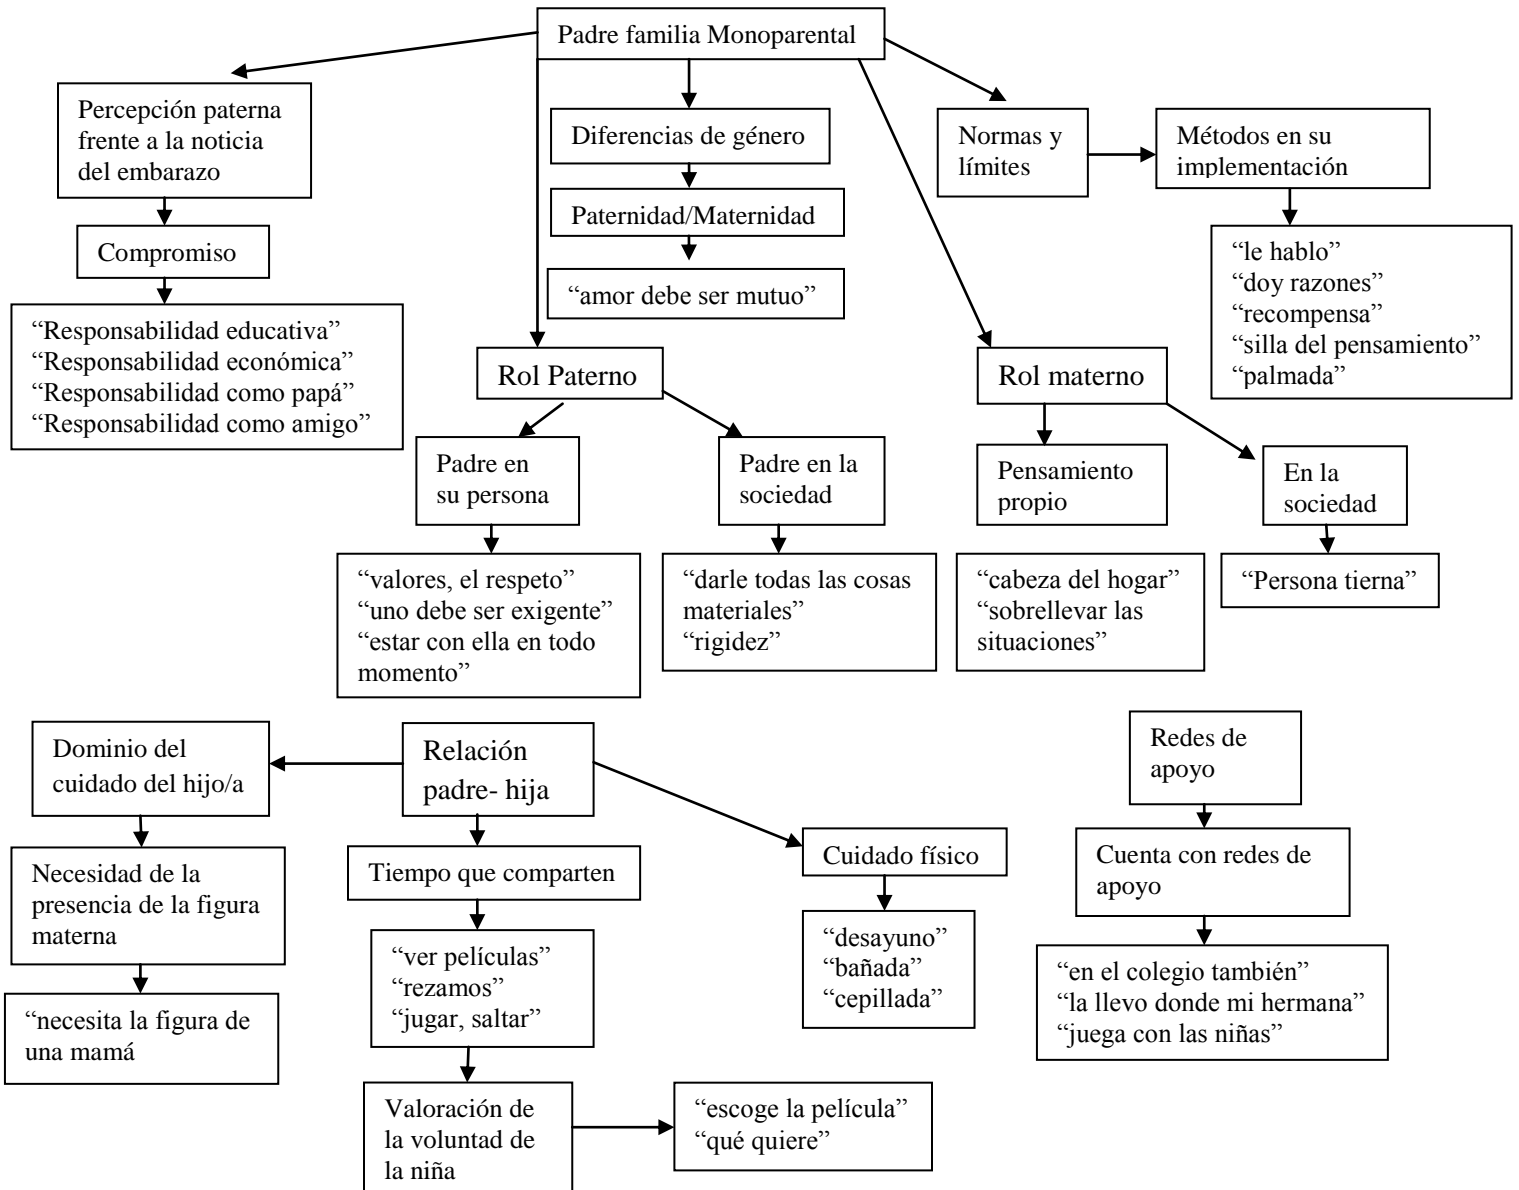 Padre familia Monoparental
Percepción paterna
frente a la noticia
del embarazo
Compromiso
“Responsabilidad educativa”
“Responsabilidad económica”
“Responsabilidad como papá”
“Responsabilidad como amigo”
Diferencias de género
Paternidad/Maternidad
“amor debe ser mutuo”
Normas y
límites
Métodos en su
implementación
“le hablo”
“doy razones”
“recompensa”
“silla del pensamiento”
“palmada”
Rol Paterno
Padre en
su persona
“valores, el respeto”
“uno debe ser exigente”
“estar con ella en todo
momento”
Padre en la
sociedad
“darle todas las cosas
materiales”
“rigidez”
Rol materno
Pensamiento
propio
“cabeza del hogar”
“sobrellevar las
situaciones”
En la
sociedad
“Persona tierna”
Relación
padre- hija
Dominio del
cuidado del hijo/a
Necesidad de la
presencia de la figura
materna
“necesita la figura de
una mamá
Tiempo que comparten
“ver películas”
“rezamos”
“jugar, saltar”
Valoración de
la voluntad de
la niña
“escoge la película”
“qué quiere”
Cuidado físico
“desayuno”
“bañada”
“cepillada”
Redes de
apoyo
Cuenta con redes de
apoyo
“en el colegio también”
“la llevo donde mi hermana”
“juega con las niñas”